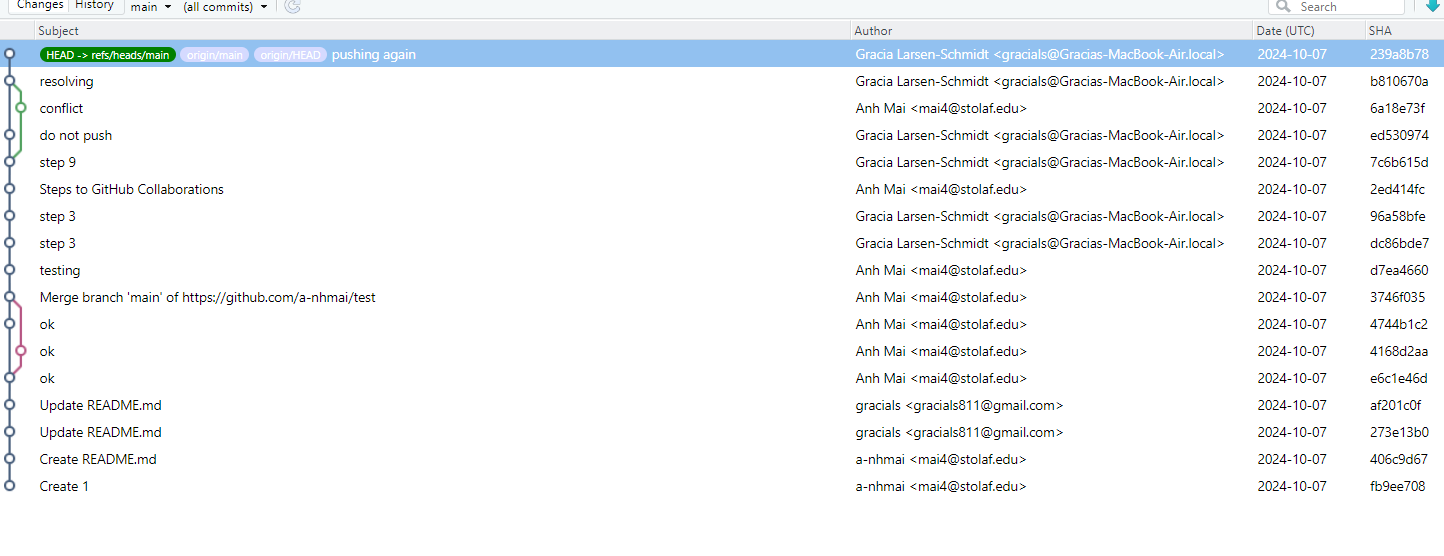 Changes History main (all commits) Search
Subject Author Date (UTC) SHA
HEAD -> refs/heads/main origin/main origin/HEAD pushing again Gracia Larsen-Schmidt <gracials@Gracias-MacBook-Air.local> 2024-10-07 239a8b78
resolving Gracia Larsen-Schmidt <gracials@Gracias-MacBook-Air.local> 2024-10-07 b810670a
conflict Anh Mai <mai4@stolaf.edu> 2024-10-07 6a18e73f
do not push Gracia Larsen-Schmidt <gracials@Gracias-MacBook-Air.local> 2024-10-07 ed530974
step 9 Gracia Larsen-Schmidt <gracials@Gracias-MacBook-Air.local> 2024-10-07 7c6b615d
Steps to GitHub Collaborations Anh Mai <mai4@stolaf.edu> 2024-10-07 2ed414fc
step 3 Gracia Larsen-Schmidt <gracials@Gracias-MacBook-Air.local> 2024-10-07 96a58bfe
step 3 Gracia Larsen-Schmidt <gracials@Gracias-MacBook-Air.local> 2024-10-07 dc86bde7
testing Anh Mai <mai4@stolaf.edu> 2024-10-07 d7ea4660
Merge branch 'main' of https://github.com/a-nhmai/test Anh Mai <mai4@stolaf.edu> 2024-10-07 3746f035
ok Anh Mai <mai4@stolaf.edu> 2024-10-07 4744b1c2
ok Anh Mai <mai4@stolaf.edu> 2024-10-07 4168d2aa
ok Anh Mai <mai4@stolaf.edu> 2024-10-07 e6c1e46d
Update README.md gracials <gracials811@gmail.com> 2024-10-07 af201c0f
Update README.md gracials <gracials811@gmail.com> 2024-10-07 273e13b0
Create README.md a-nhmai <mai4@stolaf.edu> 2024-10-07 406c9d67
Create 1 a-nhmai <mai4@stolaf.edu> 2024-10-07 fb9ee708